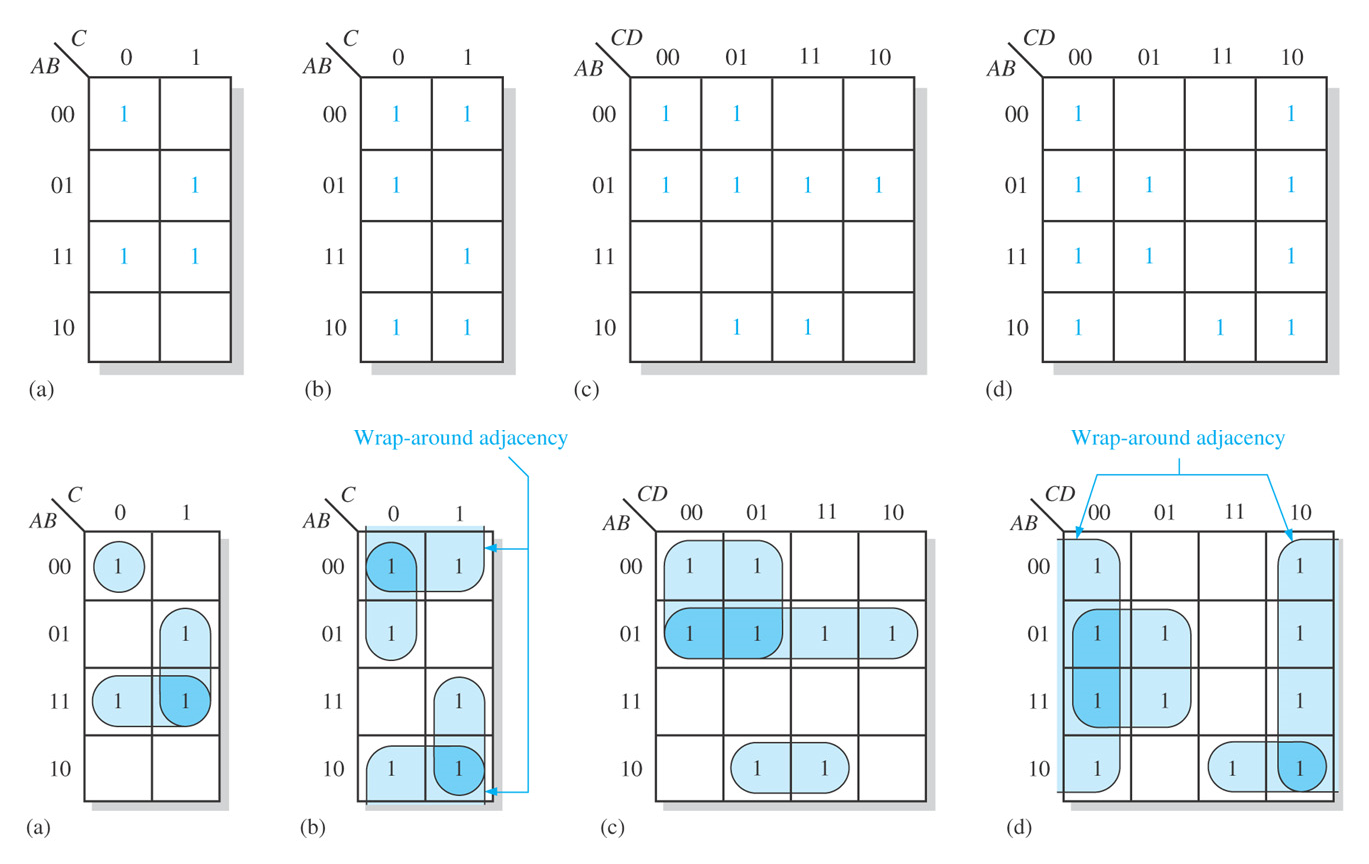 C C CD CD
AB 0 1 AB 0 1 AB 00 01 11 10 AB 00 01 11 10
00 1 00 1 1 00 1 1 00 1 1
01 1 01 1 01 1 1 1 1 01 1 1 1
11 1 1 11 1 11 11 1 1 1
10 10 1 1 10 1 1 10 1 1 1
(a) (b) (c) (d)
Wrap-around adjacency Wrap-around adjacency
C C CD CD
AB 0 1 AB 0 1 AB 00 01 11 10 AB 00 01 11 10
00 1 00 1 1 00 1 1 00 1 1
01 1 01 1 01 1 1 1 1 01 1 1 1
11 1 1 11 1 11 11 1 1 1
10 10 1 1 10 1 1 10 1 1 1
(a) (b) (c) (d)